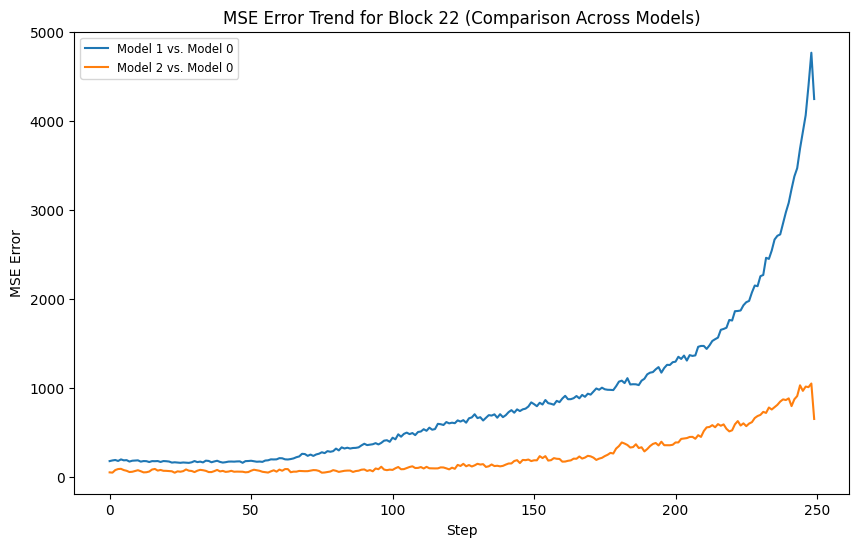 MSE Error Trend for Block 22 (Comparison Across Models)
Model 1 vs. Model 0
Model 2 vs. Model 0
MSE Error
5000
4000
3000
2000
1000
0
0 50 100 150 200 250
Step